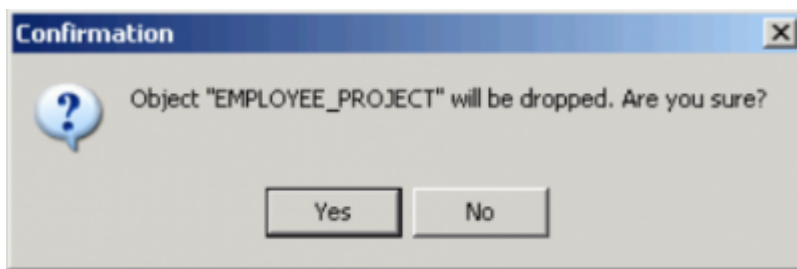 Confirmation
Object "EMPLOYEE_PROJECT" will be dropped. Are you sure?
Yes
No